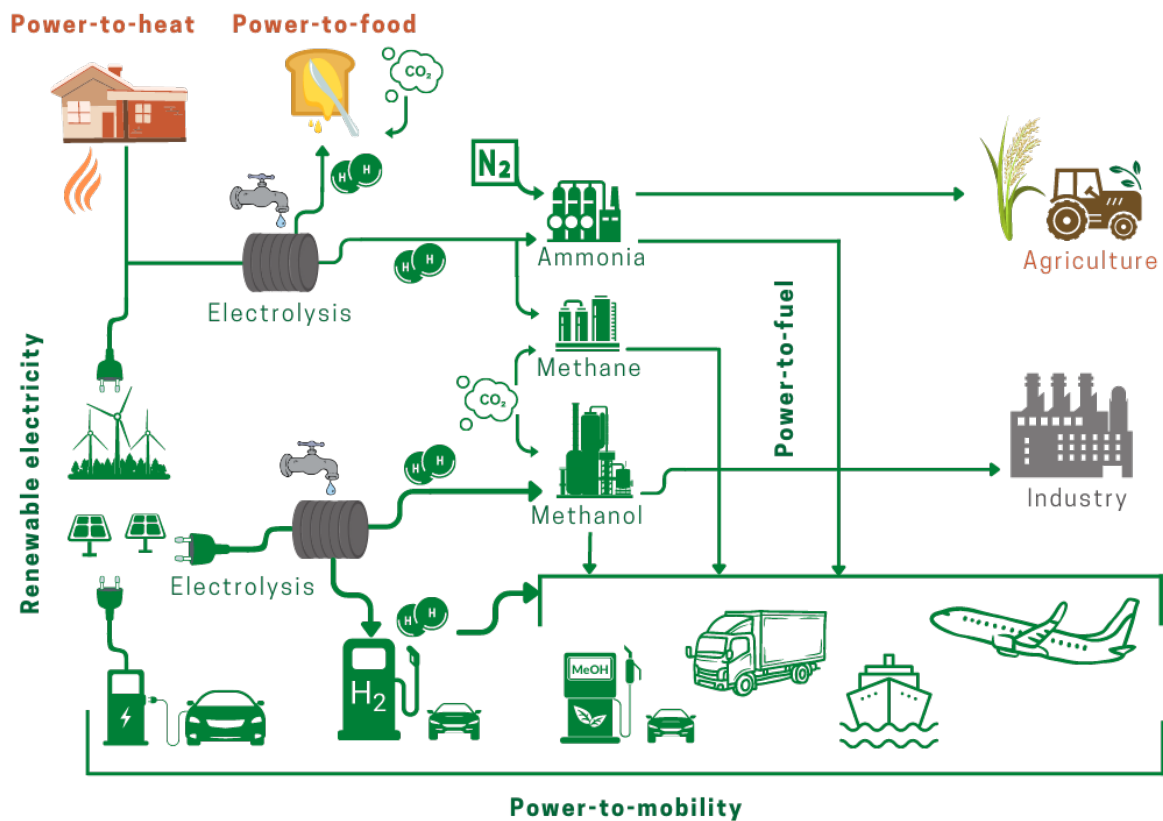 Power-to-heat
Power-to-food
CO₂
H H
N₂
Ammonia
Agriculture
Electrolysis
H H
Methane
CO₂
Power-to-fuel
Renewable electricity
H H
Methanol
Industry
Electrolysis
H H
H₂
MeOH
Power-to-mobility